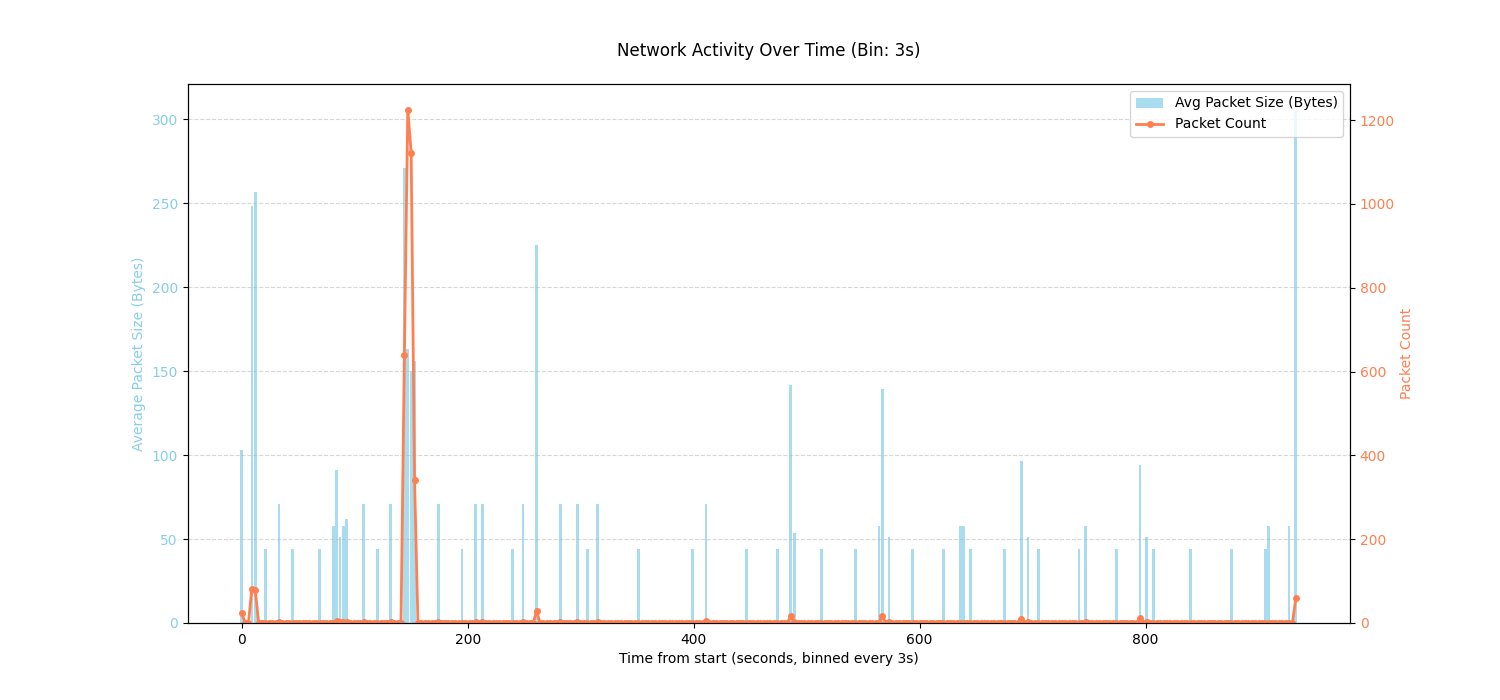 Network Activity Over Time (Bin: 3s)
Avg Packet Size (Bytes)
Packet Count
300
250
200
150
100
50
0
Average Packet Size (Bytes)
1200
1000
800
600
400
200
0
Packet Count
0 200 400 600 800
Time from start (seconds, binned every 3s)